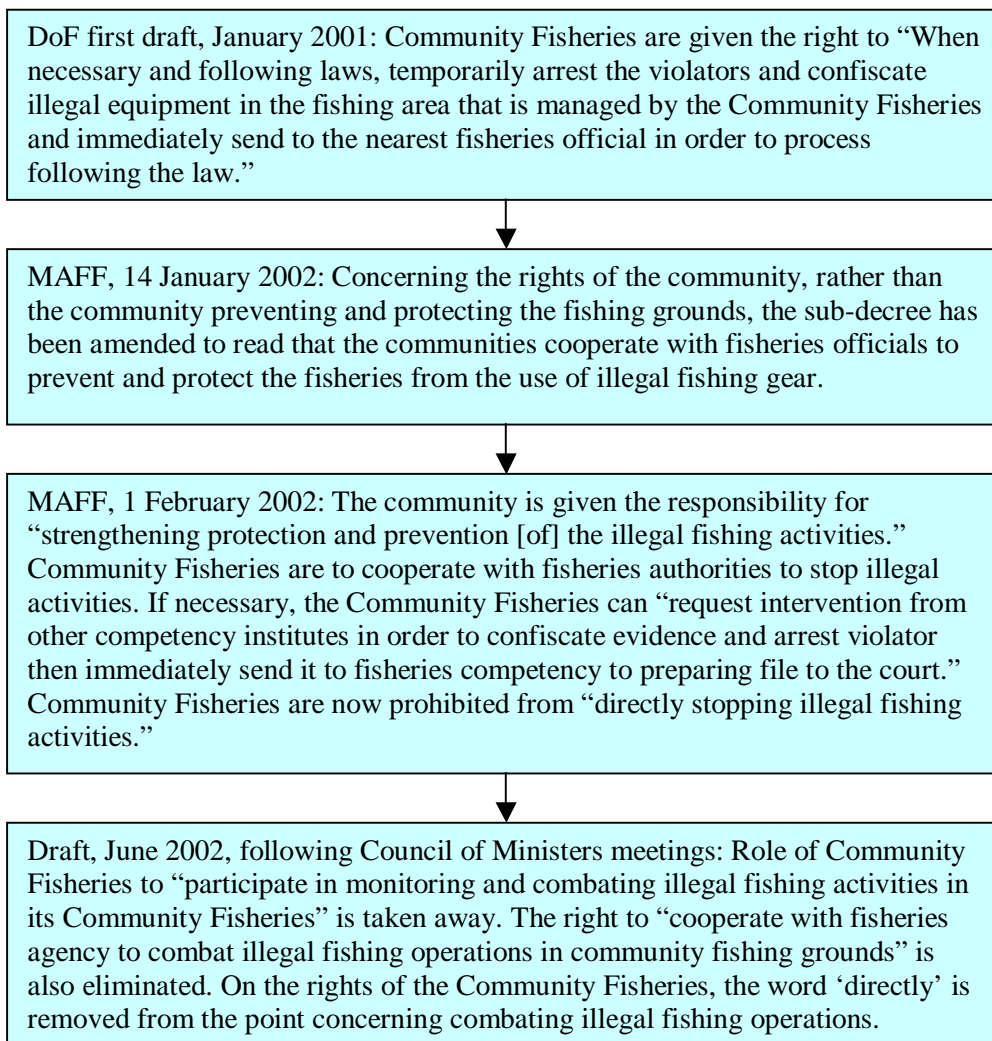 DoF first draft, January 2001: Community Fisheries are given the right to “When
necessary and following laws, temporarily arrest the violators and confiscate
illegal equipment in the fishing area that is managed by the Community Fisheries
and immediately send to the nearest fisheries official in order to process
following the law.”
MAFF, 14 January 2002: Concerning the rights of the community, rather than
the community preventing and protecting the fishing grounds, the sub-decree has
been amended to read that the communities cooperate with fisheries officials to
prevent and protect the fisheries from the use of illegal fishing gear.
MAFF, 1 February 2002: The community is given the responsibility for
“strengthening protection and prevention [of] the illegal fishing activities.”
Community Fisheries are to cooperate with fisheries authorities to stop illegal
activities. If necessary, the Community Fisheries can “request intervention from
other competency institutes in order to confiscate evidence and arrest violator
then immediately send it to fisheries competency to preparing file to the court.”
Community Fisheries are now prohibited from “directly stopping illegal fishing
activities.”
Draft, June 2002, following Council of Ministers meetings: Role of Community
Fisheries to “participate in monitoring and combating illegal fishing activities in
its Community Fisheries” is taken away. The right to “cooperate with fisheries
agency to combat illegal fishing operations in community fishing grounds” is
also eliminated. On the rights of the Community Fisheries, the word ‘directly’ is
removed from the point concerning combating illegal fishing operations.